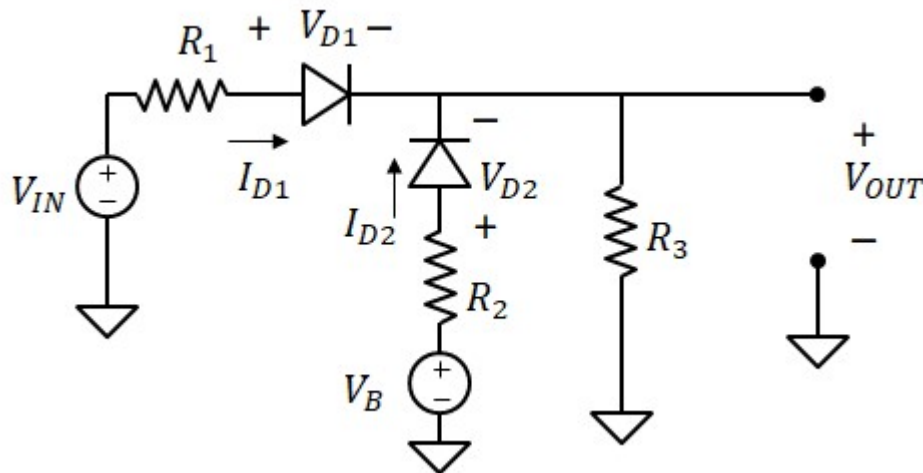 R1 + VD1 −
ID1
VIN + −
−
VD2
ID2 +
R2
VB + −
R3
+
VOUT
−